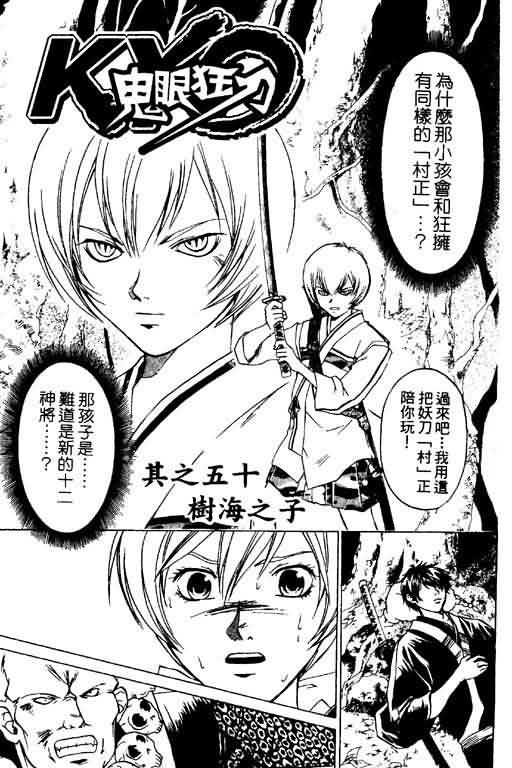 KYO
鬼眼狂刀
為什麼那小孩會和狂擁
有同樣的「村正」…？
過來吧…我用這
把妖刀「村」正
陪你玩！
那孩子是……
難道是新的十二
神將……？
其之五十
樹海之子